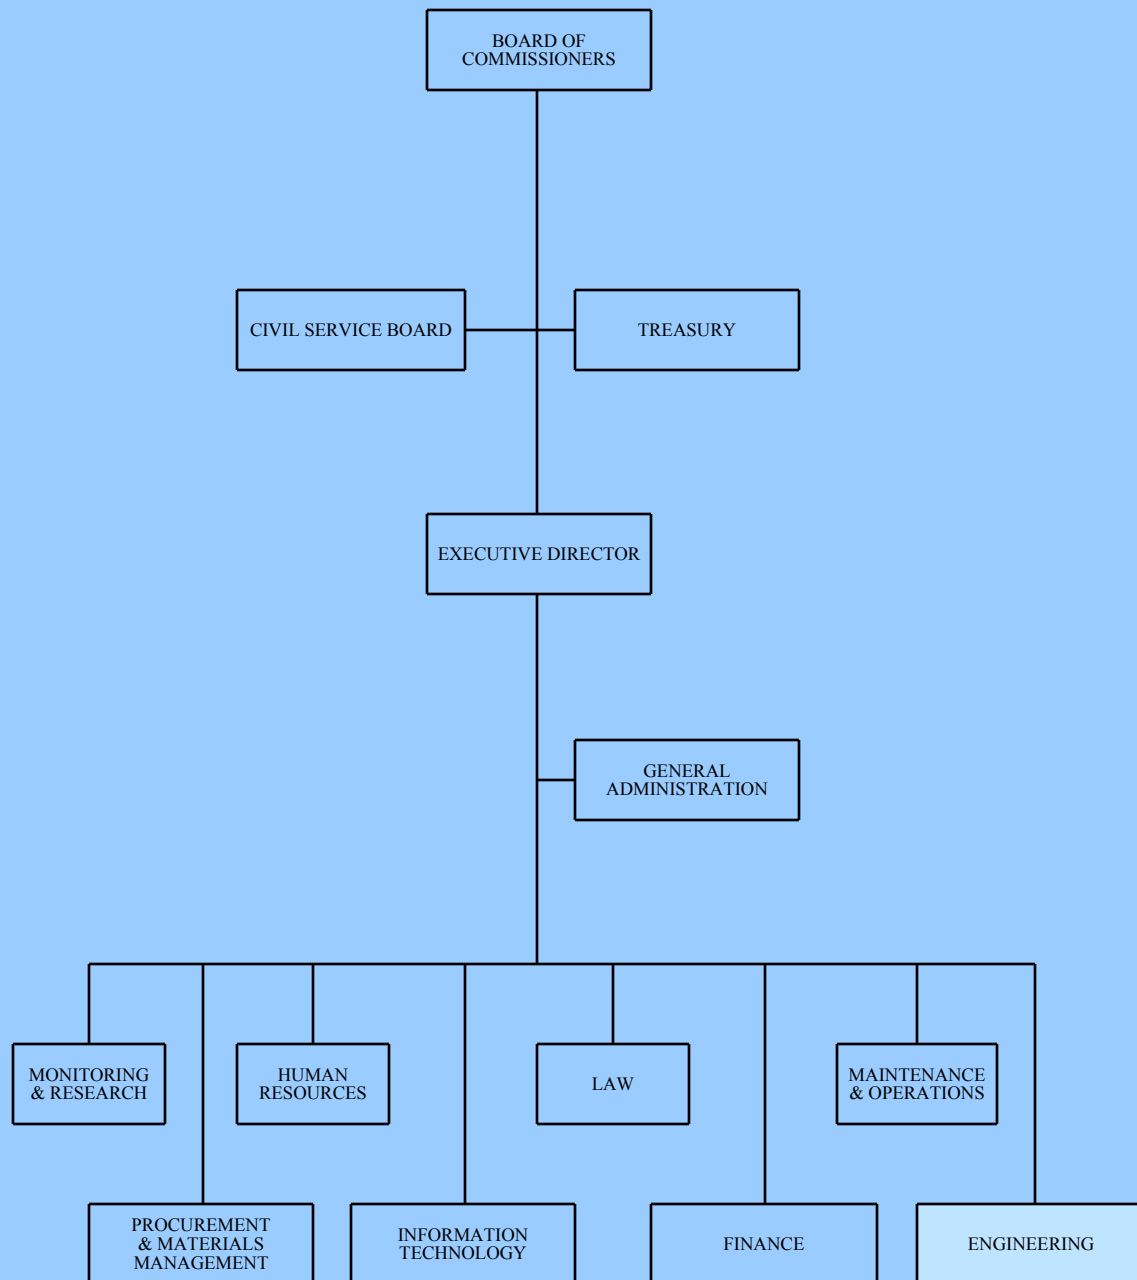 BOARD OF
COMMISSIONERS
CIVIL SERVICE BOARD
TREASURY
EXECUTIVE DIRECTOR
GENERAL
ADMINISTRATION
MONITORING
& RESEARCH
HUMAN
RESOURCES
LAW
MAINTENANCE
& OPERATIONS
PROCUREMENT
& MATERIALS
MANAGEMENT
INFORMATION
TECHNOLOGY
FINANCE
ENGINEERING